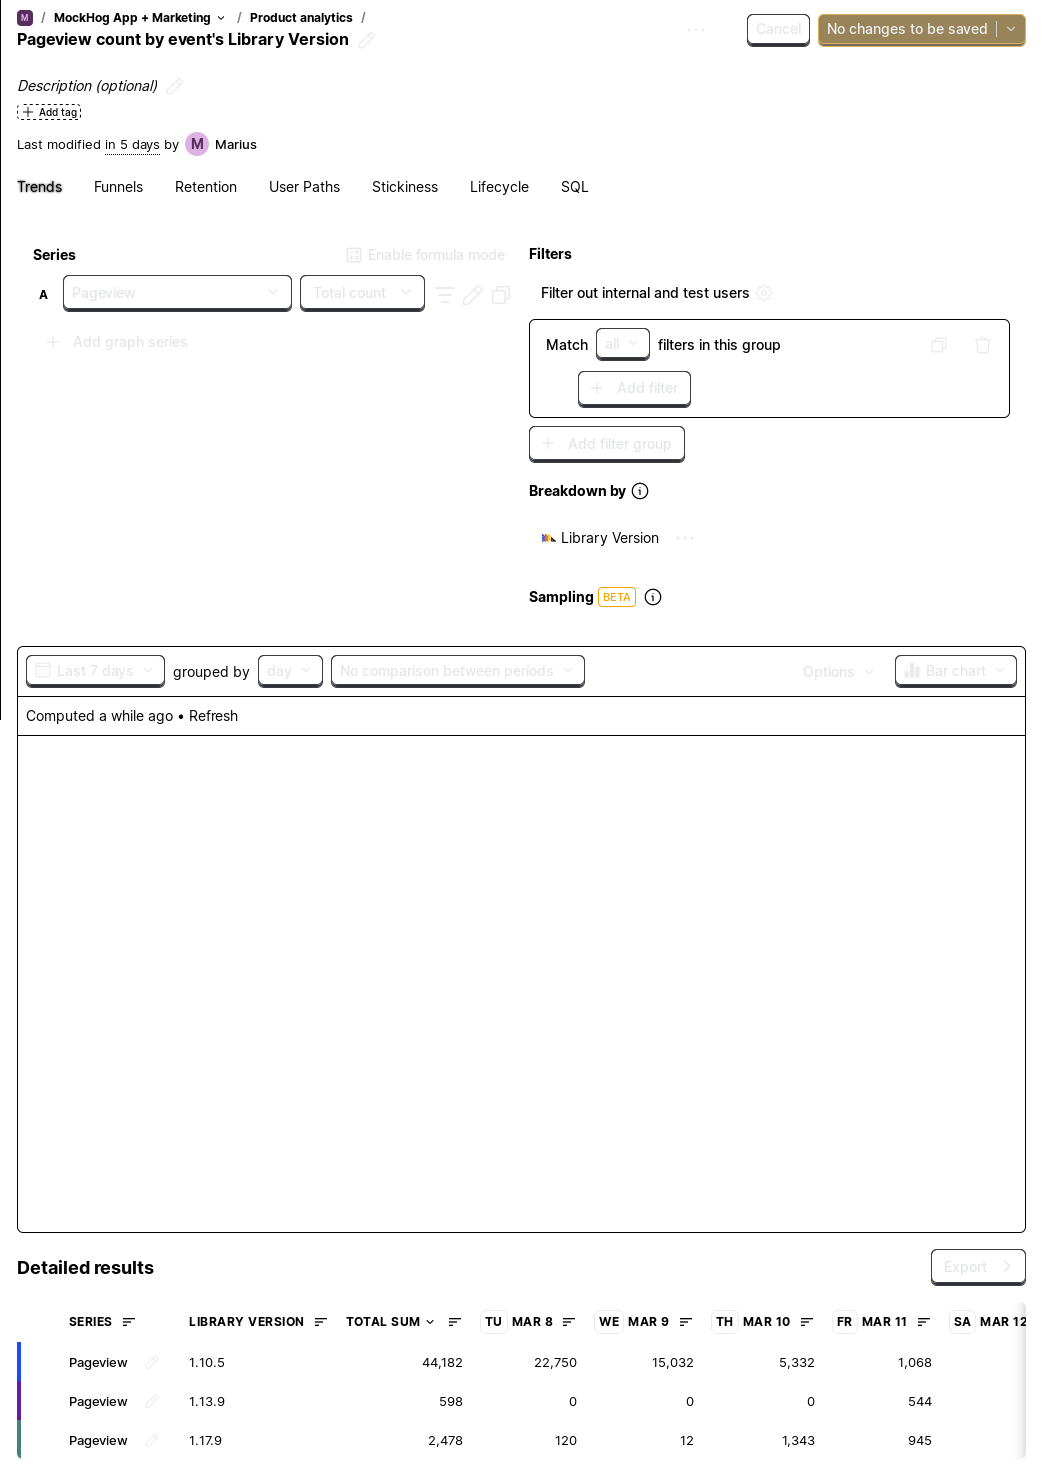 M / MockHog App + Marketing / Product analytics /
Pageview count by event's Library Version
Cancel
No changes to be saved
Description (optional)
Add tag
Last modified in 5 days by M Marius
Trends Funnels Retention User Paths Stickiness Lifecycle SQL
Series
Enable formula mode
A Pageview Total count
Add graph series
Filters
Filter out internal and test users
Match all filters in this group
Add filter
Add filter group
Breakdown by
Library Version
Sampling BETA
Last 7 days grouped by day No comparison between periods Options Bar chart
Computed a while ago • Refresh
Detailed results
Export
SERIES LIBRARY VERSION TOTAL SUM TU MAR 8 WE MAR 9 TH MAR 10 FR MAR 11 SA MAR 12
Pageview 1.10.5 44,182 22,750 15,032 5,332 1,068
Pageview 1.13.9 598 0 0 0 544
Pageview 1.17.9 2,478 120 12 1,343 945